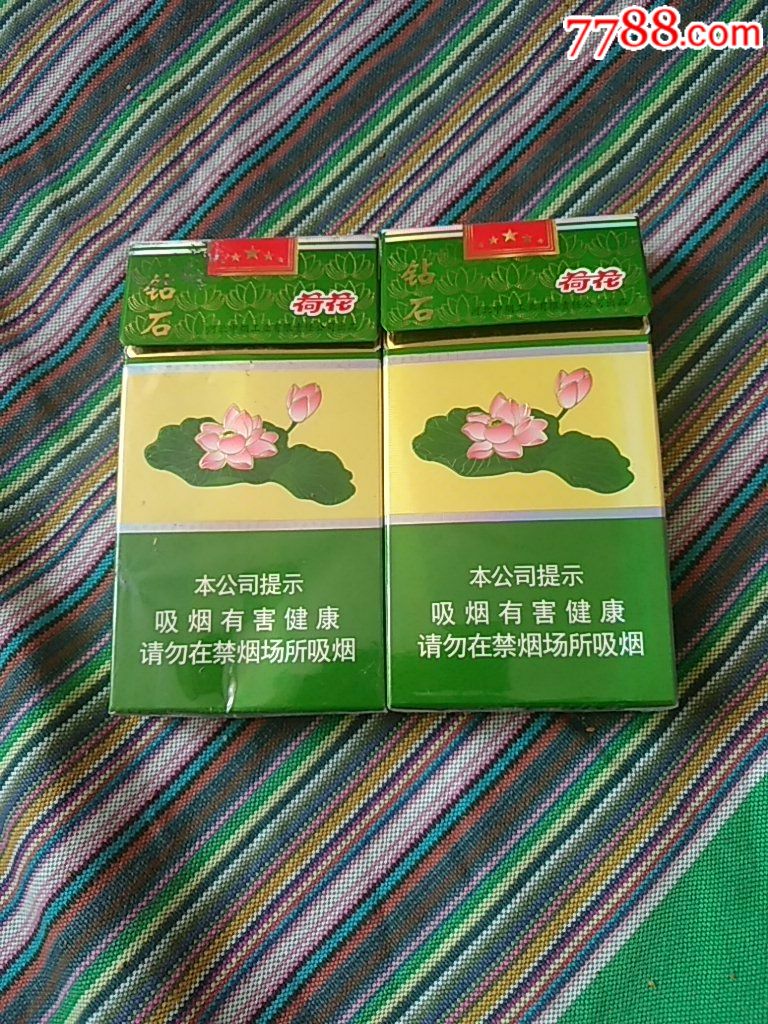 7788.com
钻石
荷花
本公司提示
吸烟有害健康
请勿在禁烟场所吸烟
钻石
荷花
本公司提示
吸烟有害健康
请勿在禁烟场所吸烟